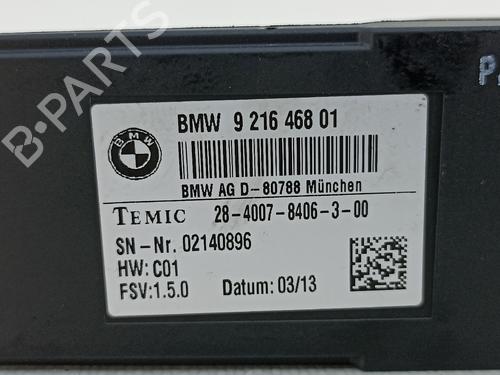 B-PARTS
BMW
BMW 9 216 468 01
BMW AG D-80788 München
TEMIC 28-4007-8406-3-00
SN-Nr. 02140896
HW: C01
FSV:1.5.0 Datum: 03/13